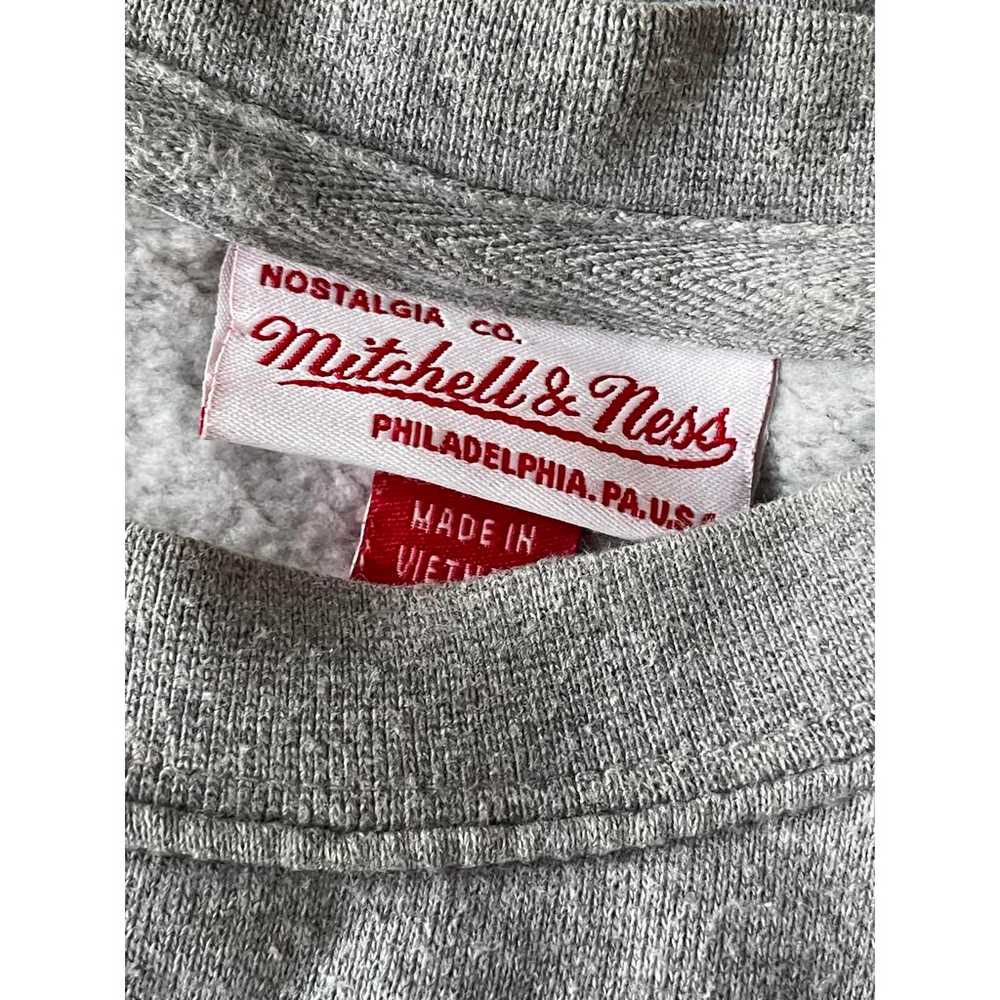 NOSTALGIA CO.
Mitchell & Ness
PHILADELPHIA. PA. U.S.
MADE IN